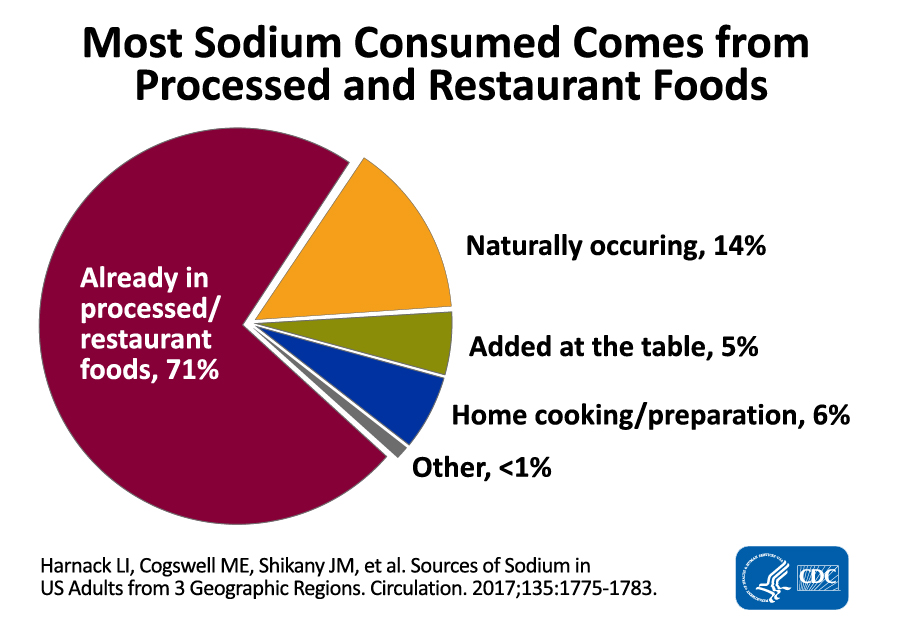 Most Sodium Consumed Comes from
Processed and Restaurant Foods
Already in
processed/
restaurant
foods, 71%
Naturally occuring, 14%
Added at the table, 5%
Home cooking/preparation, 6%
Other, <1%
Harnack LI, Cogswell ME, Shikany JM, et al. Sources of Sodium in
US Adults from 3 Geographic Regions. Circulation. 2017;135:1775-1783.
CDC